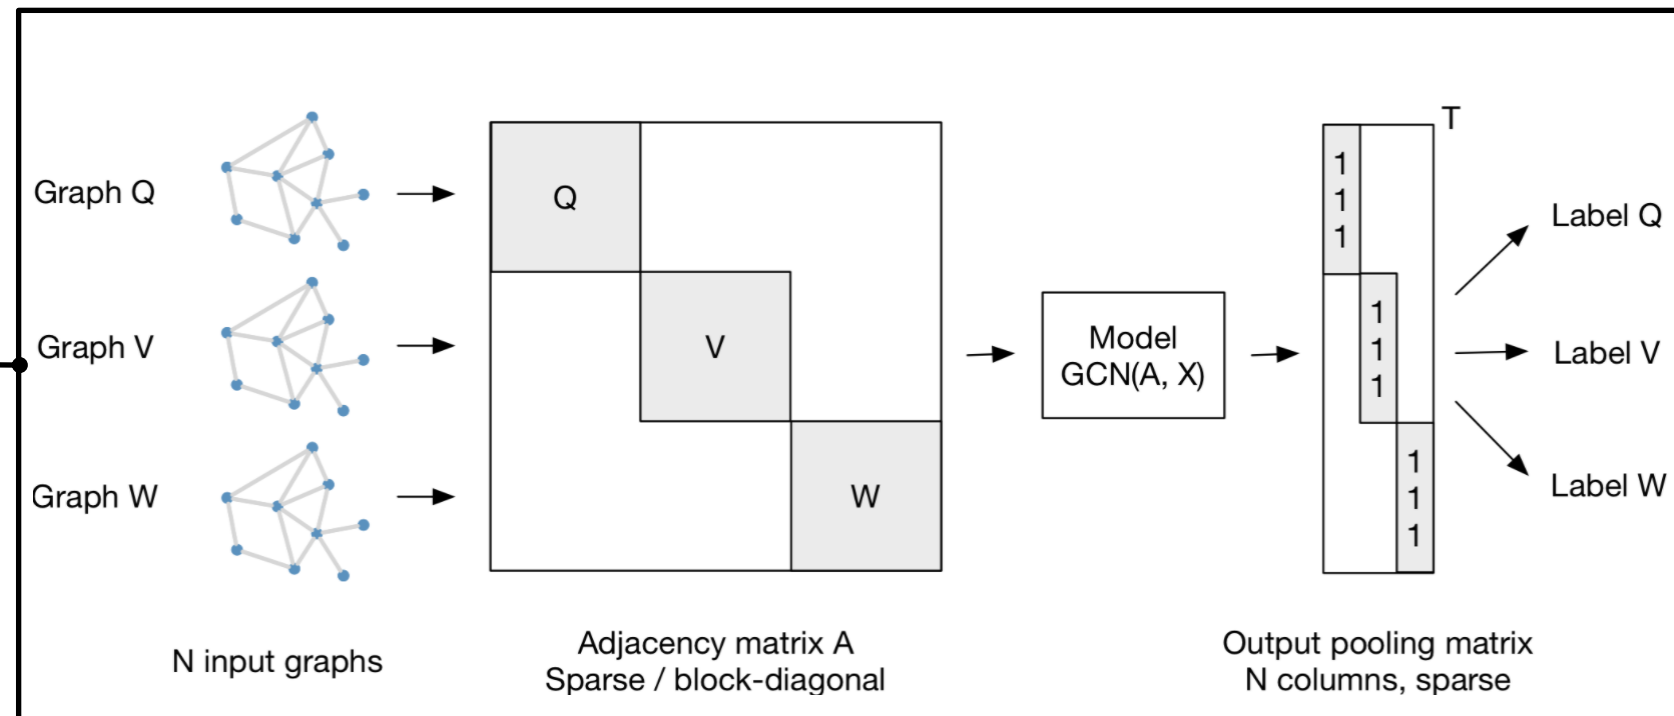 Graph Q
Graph V
Graph W
N input graphs
Q
V
W
Adjacency matrix A
Sparse / block-diagonal
Model
GCN(A, X)
T
1
1
1
1
1
1
1
1
1
Output pooling matrix
N columns, sparse
Label Q
Label V
Label W